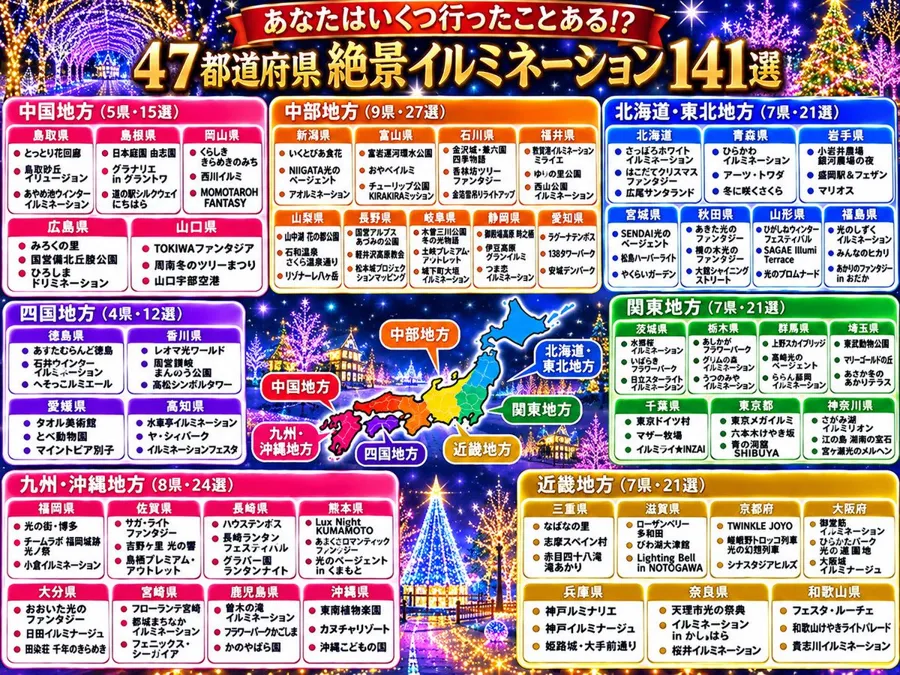 あなたはいくつ行ったことある!?
47都道府県 絶景イルミネーション 141選
中国地方 (5県・15選)
鳥取県
とっとり花回廊
鳥取砂丘
イリュージョン
あやめ池ウインター
イルミネーション
島根県
日本庭園 由志園
グラナリエ
in グラントワ
道の駅シルクウェイ
にちはら
岡山県
くらしき
きらめきのみち
西川イルミ
MOMOTAROH
FANTASY
広島県
みろくの里
国営備北丘陵公園
ひろしま
ドリミネーション
山口県
TOKIWAファンタジア
周南冬のツリーまつり
山口宇部空港
中部地方 (9県・27選)
新潟県
いくとぴあ食花
NIIGATA光の
ページェント
アオルミネーション
富山県
富岩運河環水公園
おやべイルミ
チューリップ公園
KIRAKIRAミッション
石川県
金沢城・兼六園
四季物語
香林坊ツリー
ファンタジー
金箔雪吊りライトアップ
福井県
敦賀港イルミネーション
ミライエ
ゆりの里公園
西山公園
イルミネーション
山梨県
山中湖 花の都公園
石和温泉
さくら温泉通り
リゾナーレ八ヶ岳
長野県
国営アルプス
あづみの公園
軽井沢高原教会
松本城プロジェク
ションマッピング
岐阜県
木曽三川公園
冬の光物語
土岐プレミアム・
アウトレット
城下町大垣
イルミネーション
静岡県
御殿場高原 時之栖
伊豆高原
グランイルミ
つま恋
イルミネーション
愛知県
ラグーナテンボス
138タワーパーク
安城デンパーク
北海道・東北地方 (7県・21選)
北海道
さっぽろホワイト
イルミネーション
はこだてクリスマス
ファンタジー
広尾サンタランド
青森県
ひらかわ
イルミネーション
アーツ・トワダ
冬に咲くさくら
岩手県
小岩井農場
銀河農場の夜
盛岡駅&フェザン
マリオス
宮城県
SENDAI光の
ページェント
松島ハーバーライト
やくらいガーデン
秋田県
あきた光の
ファンタジー
槻の木光の
ファンタジー
大館シャイニング
ストリート
山形県
ひがしねウインター
フェスティバル
SAGAE Illumi
Terrace
光のプロムナード
福島県
光のしずく
イルミネーション
みんなのヒカリ
あかりのファンタジー
in おだか
四国地方 (4県・12選)
徳島県
あすたむらんど徳島
石井ウインター
イルミネーション
へそっこルミエール
香川県
レオマ光ワールド
国営讃岐
まんのう公園
高松シンボルタワー
愛媛県
タオル美術館
とべ動物園
マイントピア別子
高知県
水車亭イルミネーション
ヤ・シィパーク
イルミネーションフェスタ
中部地方
北海道・
東北地方
中国地方
関東地方
九州・
沖縄地方
四国地方
近畿地方
関東地方 (7県・21選)
茨城県
水郷桜
イルミネーション
いばらき
フラワーパーク
日立スターライト
イルミネーション
栃木県
あしかが
フラワーパーク
グリムの森
イルミネーション
うつのみや
イルミネーション
群馬県
上野スカイブリッジ
高崎光の
ページェント
ららん藤岡
イルミネーション
埼玉県
東武動物公園
マリーゴールドの丘
あさか冬の
あかりテラス
千葉県
東京ドイツ村
マザー牧場
イルミライ★INZAI
東京都
東京メガイルミ
六本木けやき坂
青の洞窟
SHIBUYA
神奈川県
さがみ湖
イルミリオン
江の島 湘南の宝石
宮ヶ瀬光のメルヘン
九州・沖縄地方 (8県・24選)
福岡県
光の街・博多
チームラボ 福岡城跡
光ノ祭
小倉イルミネーション
佐賀県
サガ・ライト
ファンタジー
吉野ヶ里 光の響
鳥栖プレミアム・
アウトレット
長崎県
ハウステンボス
長崎ランタン
フェスティバル
グラバー園
ランタンナイト
熊本県
Lux Night
KUMAMOTO
あまくさロマンティック
ファンタジー
光のページェント
in くまもと
大分県
おおいた光の
ファンタジー
日田イルミナージュ
田染荘 千年のきらめき
宮崎県
フローランテ宮崎
都城まちなか
イルミネーション
フェニックス・
シーガイア
鹿児島県
曽木の滝
イルミネーション
フラワーパークかごしま
かのやばら園
沖縄県
東南植物楽園
カヌチャリゾート
沖縄こどもの国
近畿地方 (7県・21選)
三重県
なばなの里
志摩スペイン村
赤目四十八滝
滝あかり
滋賀県
ローザンベリー
多和田
びわ湖大津館
Lighting Bell
in NOTOGAWA
京都府
TWINKLE JOYO
嵯峨野トロッコ列車
光の幻想列車
シナスタジアヒルズ
大阪府
御堂筋
イルミネーション
ひらかたパーク
光の遊園地
大阪城
イルミナージュ
兵庫県
神戸ルミナリエ
神戸イルミナージュ
姫路城・大手前通り
奈良県
天理市光の祭典
イルミネーション
in かしはら
桜井イルミネーション
和歌山県
フェスタ・ルーチェ
和歌山けやきライトパレード
貴志川イルミネーション